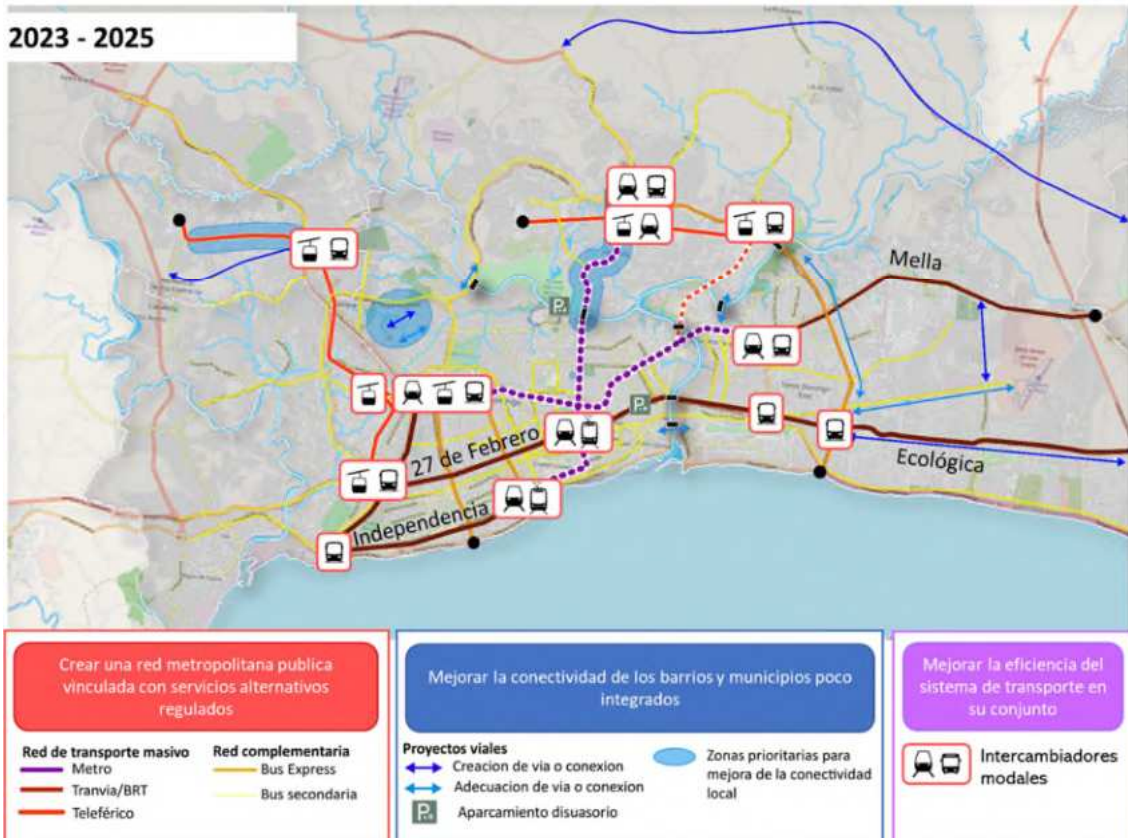 2023 - 2025
Mella
27 de Febrero
Ecológica
Independencia
Crear una red metropolitana publica
vinculada con servicios alternativos
regulados
Red de transporte masivo
Metro
Tranvia/BRT
Teleférico
Red complementaria
Bus Express
Bus secondaria
Mejorar la conectividad de los barrios y municipios poco
integrados
Proyectos viales
Creacion de via o conexion
Adecuacion de via o conexion
Aparcamiento disuasorio
Zonas prioritarias para
mejora de la conectividad
local
Mejorar la eficiencia del
sistema de transporte en
su conjunto
Intercambiadores
modales